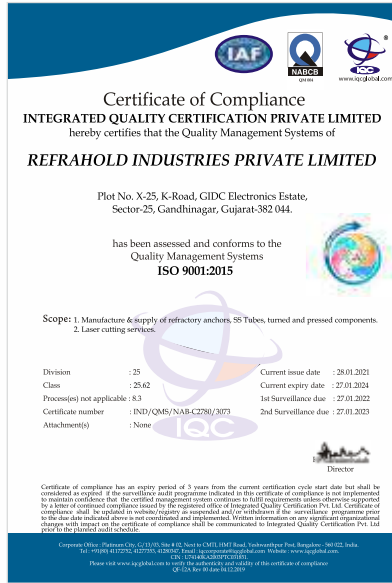 IAF
NABCB
QM 004
®
IQC
www.iqcglobal.com
Certificate of Compliance
INTEGRATED QUALITY CERTIFICATION PRIVATE LIMITED
hereby certifies that the Quality Management Systems of
REFRAHOLD INDUSTRIES PRIVATE LIMITED
Plot No. X-25, K-Road, GIDC Electronics Estate,
Sector-25, Gandhinagar, Gujarat-382 044.
has been assessed and conforms to the
Quality Management Systems
ISO 9001:2015
Scope: 1. Manufacture & supply of refractory anchors, SS Tubes, turned and pressed components.
2. Laser cutting services.
Division : 25 Current issue date : 28.01.2021
Class : 25,62 Current expiry date : 27.01.2024
Process(es) not applicable : 8.3 1st Surveillance due : 27.01.2022
Certificate number : IND/QMS/NAB-C2780/3073 2nd Surveillance due : 27.01.2023
Attachment(s) : None
IQC
Director
Certificate of compliance has an expiry period of 3 years from the current certification cycle start date but shall be
considered as expired if the surveillance audit programme indicated in this certificate of compliance is not implemented
to maintain confidence that the certified management system continues to fulfil requirements unless otherwise supported
by a letter of continued compliance issued by the registered office of Integrated Quality Certification Pvt. Ltd. Certificate of
compliance shall be updated in website/registry as suspended and/or withdrawn if the surveillance programme prior
to the due date indicated above is not coordinated and implemented. Written information on any significant organizational
changes with impact on the certificate of compliance shall be communicated to Integrated Quality Certification Pvt. Ltd
prior to the planned audit schedule.
Corporate Office : Platinum City, G/13/03, Site # 02, Next to CMTI, HMT Road, Yeshwanthpur Post, Bangalore - 560 022, India.
Please visit www.iqcglobal.com to verify the authenticity and validity of this certificate of compliance
QF-12A Rev 00 date 04.12.2019